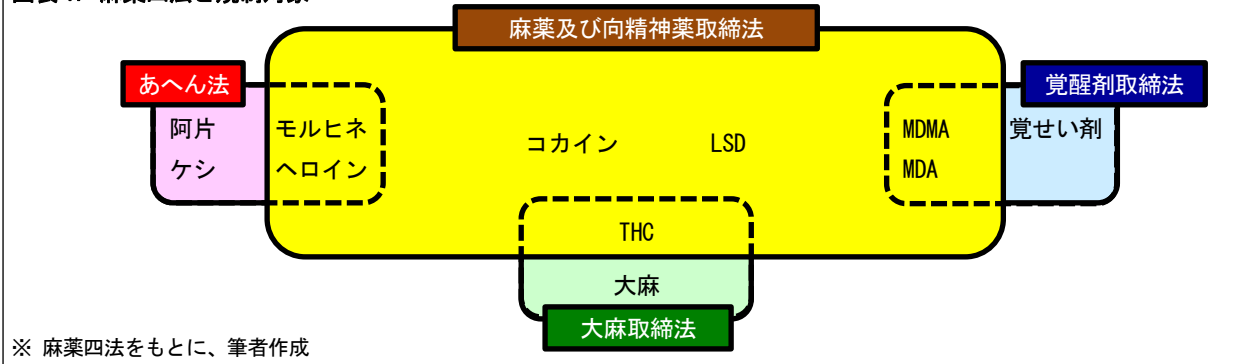 麻薬及び向精神薬取締法
あへん法
覚醒剤取締法
阿片 モルヒネ コカイン LSD MDMA 覚せい剤
ケシ ヘロイン MDA
THC
大麻
大麻取締法
※ 麻薬四法をもとに、筆者作成